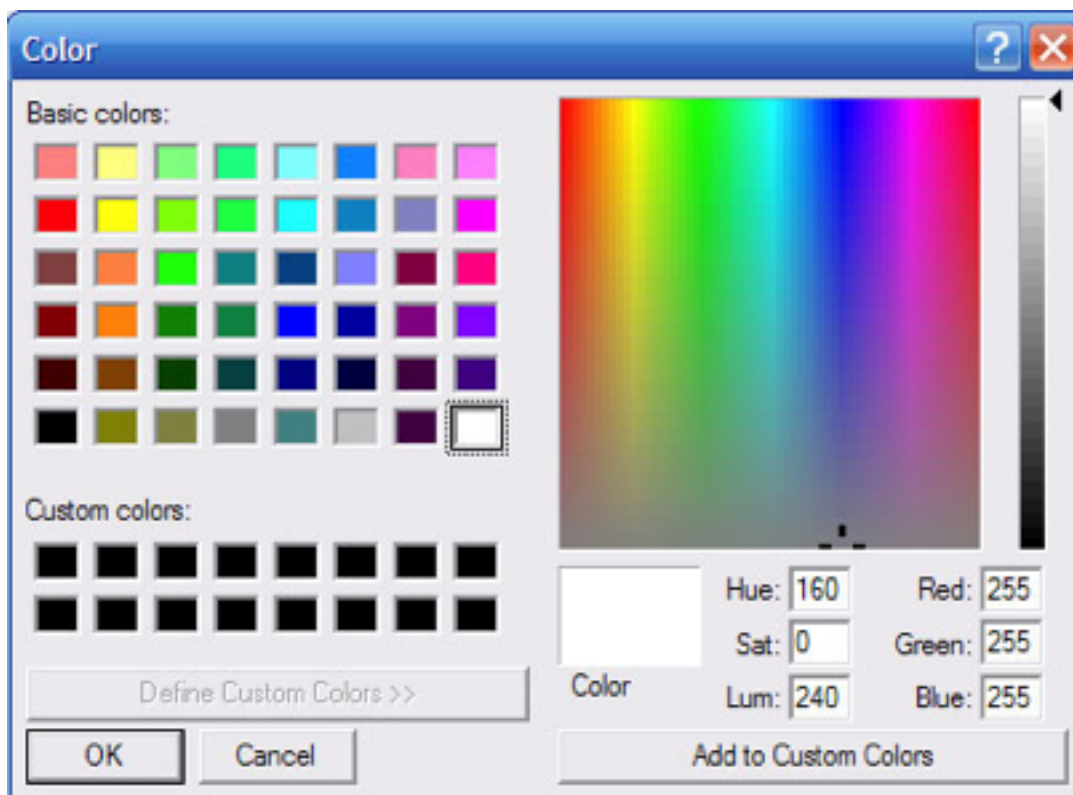 Color
Basic colors:
Custom colors:
Define Custom Colors >>
OK Cancel
Color
Hue: 160 Red: 255
Sat: 0 Green: 255
Lum: 240 Blue: 255
Add to Custom Colors